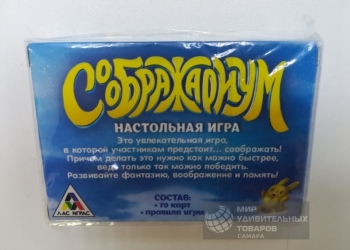 Соображариум
НАСТОЛЬНАЯ ИГРА
Это увлекательная игра,
в которой участникам предстоит... соображать!
Причем делать это нужно как можно быстрее,
ведь только так можно победить.
Развивайте фантазию, воображение и память!
СОСТАВ:
• 70 карт
• правила игры
ЛАС ИГРАС
МИР
УДИВИТЕЛЬНЫХ
ТОВАРОВ
САМАРА